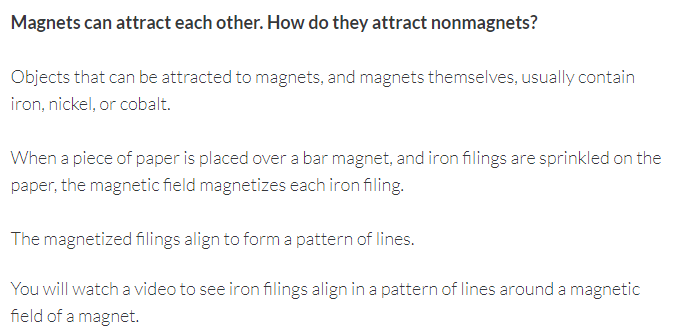 Magnets can attract each other. How do they attract nonmagnets?
Objects that can be attracted to magnets, and magnets themselves, usually contain
iron, nickel, or cobalt.
When a piece of paper is placed over a bar magnet, and iron filings are sprinkled on the
paper, the magnetic field magnetizes each iron filing.
The magnetized filings align to form a pattern of lines.
You will watch a video to see iron filings align in a pattern of lines around a magnetic
field of a magnet.